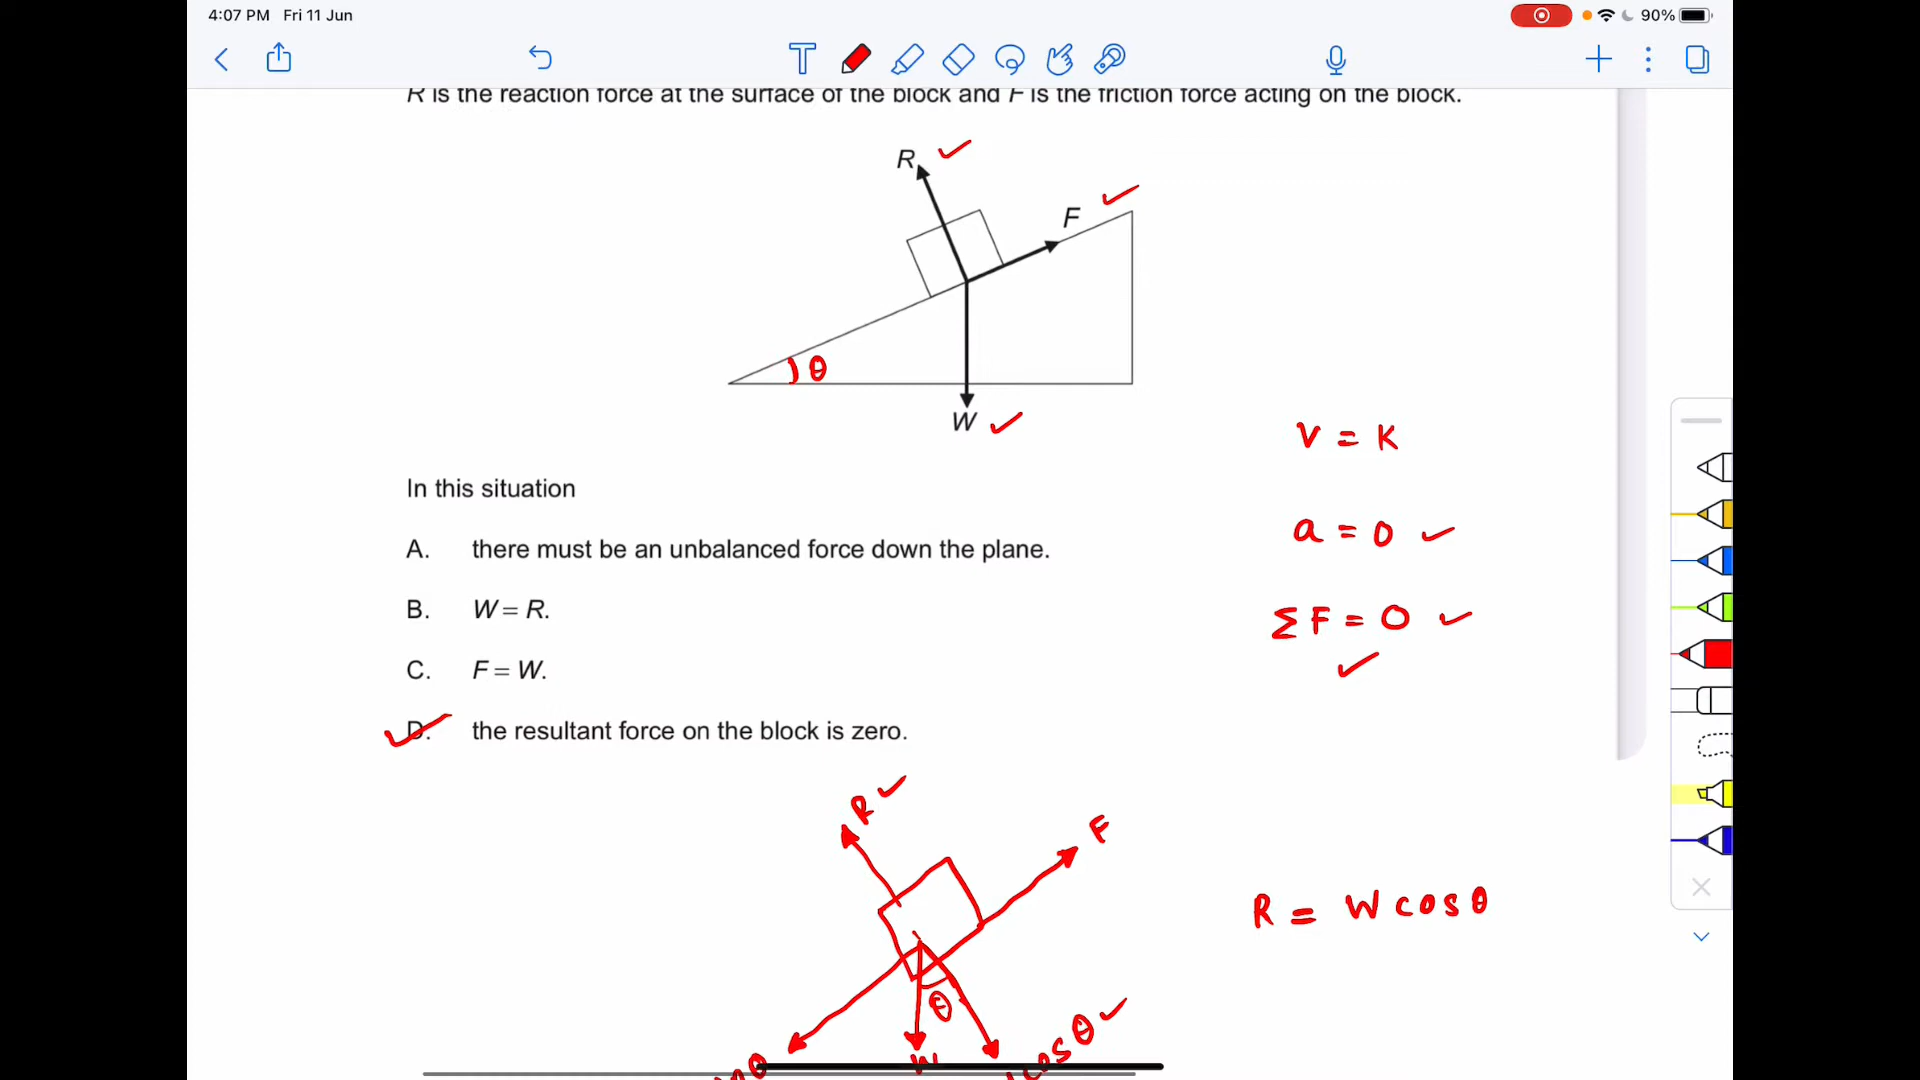 4:07 PM Fri 11 Jun
90%
R is the reaction force at the surface of the block and F is the friction force acting on the block.
R
F
θ
W
V = K
In this situation
a = 0
A. there must be an unbalanced force down the plane.
B. W = R.
ΣF = 0
C. F = W.
D. the resultant force on the block is zero.
R
F
R = W cos θ
θ
W
cos θ
θ